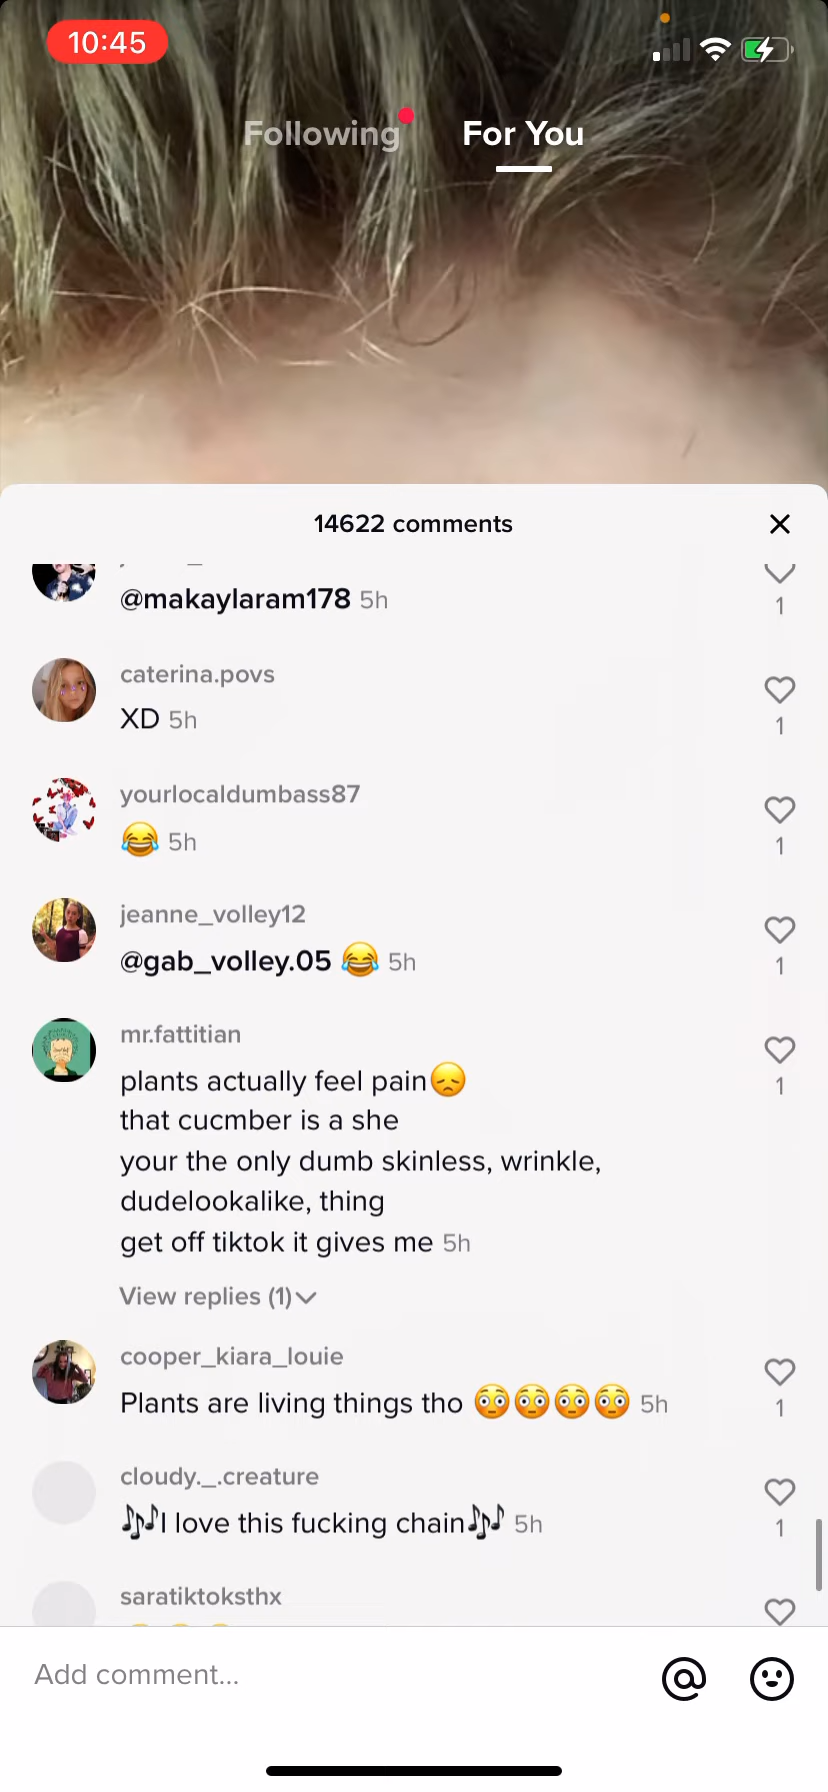 10:45
Following For You
14622 comments
@makaylaram178 5h
1
caterina.povs
XD 5h
1
yourlocaldumbass87
😂 5h
1
jeanne_volley12
@gab_volley.05 😂 5h
1
mr.fattitian
plants actually feel pain😞
1
that cucmber is a she
your the only dumb skinless, wrinkle,
dudelookalike, thing
get off tiktok it gives me 5h
View replies (1)
cooper_kiara_louie
Plants are living things tho 😳😳😳😳 5h
1
cloudy._.creature
🎶I love this fucking chain🎶 5h
1
saratiktoksthx
Add comment...